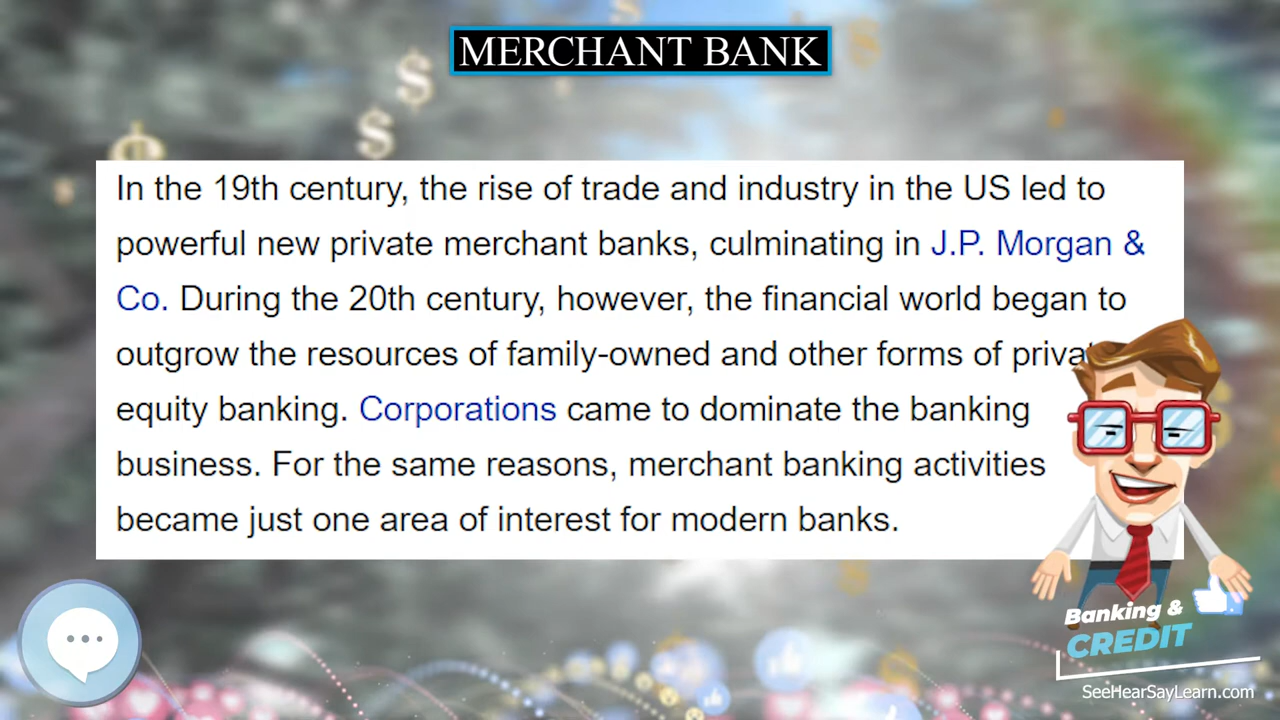 MERCHANT BANK
In the 19th century, the rise of trade and industry in the US led to
powerful new private merchant banks, culminating in J.P. Morgan &
Co. During the 20th century, however, the financial world began to
outgrow the resources of family-owned and other forms of private
equity banking. Corporations came to dominate the banking
business. For the same reasons, merchant banking activities
became just one area of interest for modern banks.
Banking &
CREDIT
SeeHearSayLearn.com